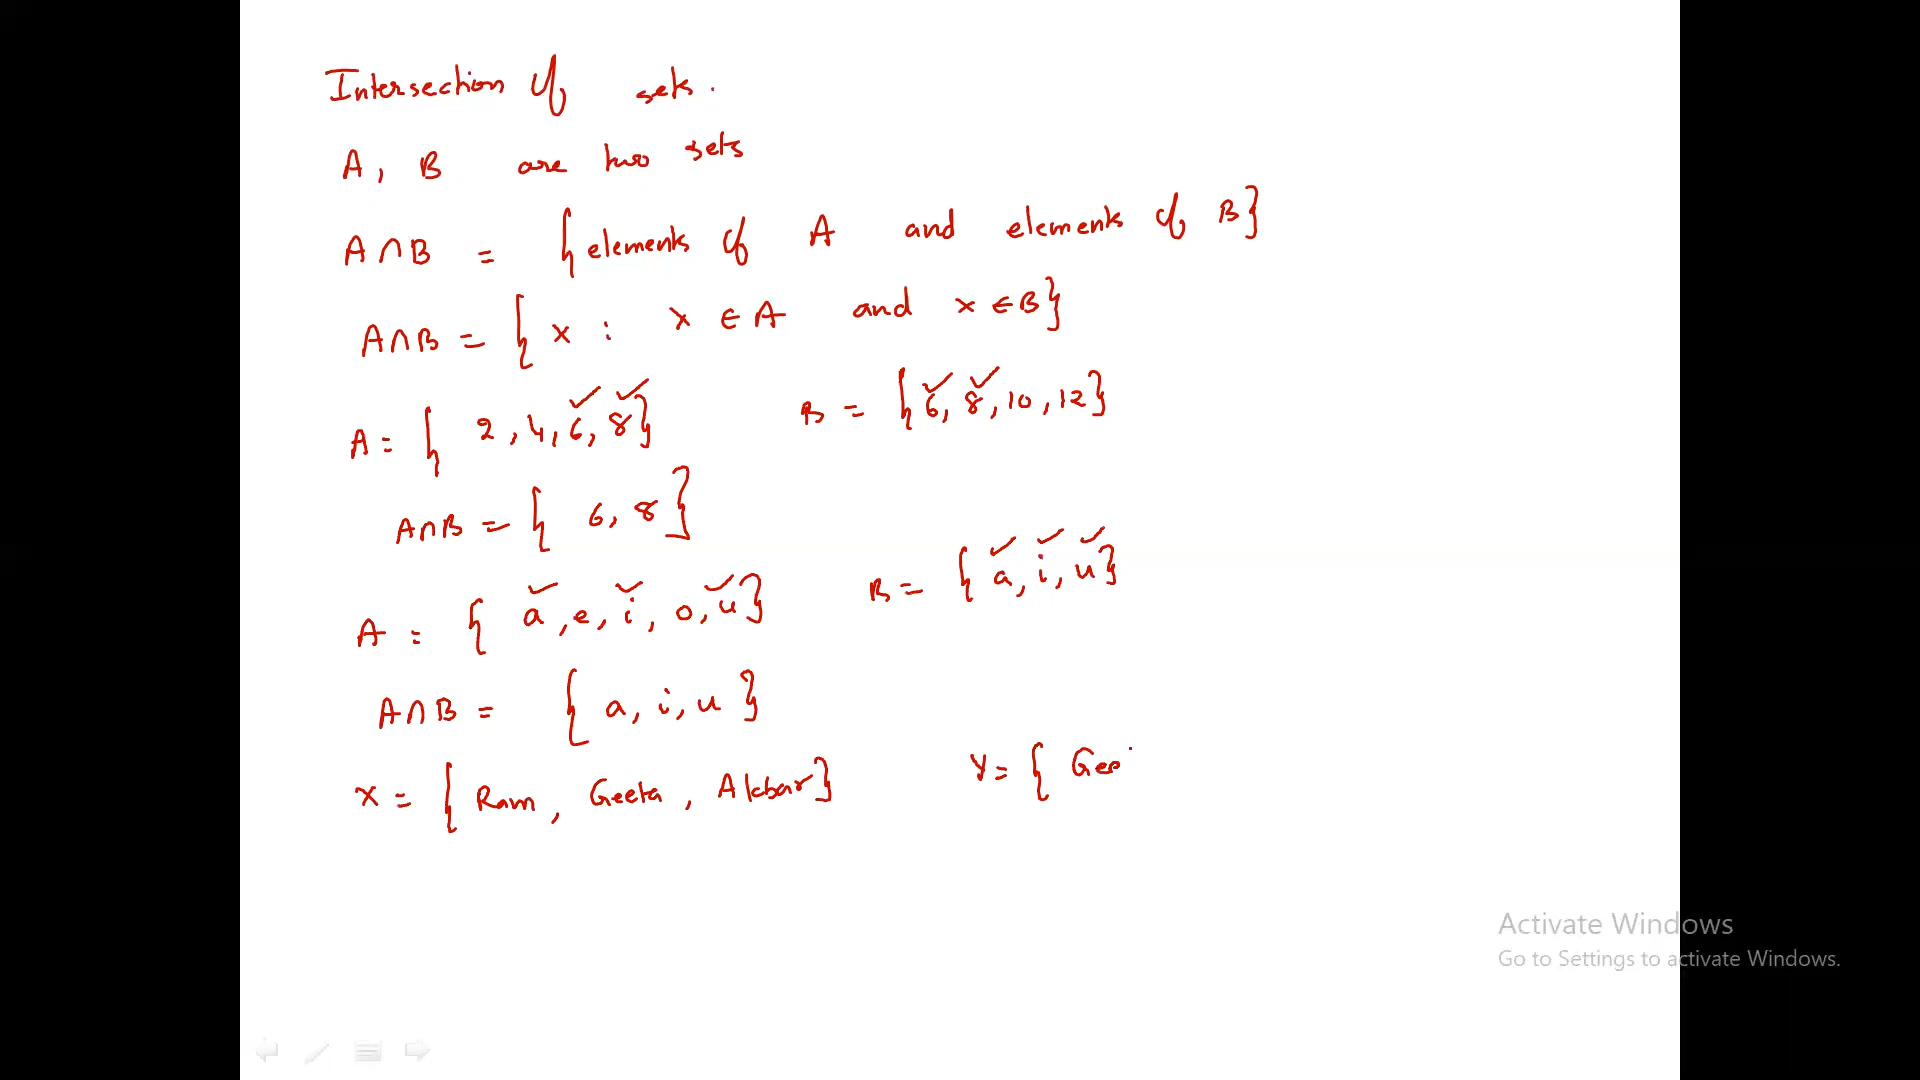 Intersection of sets.
A, B are two sets
A∩B = {elements of A and elements of B}
A∩B = {x : x ∈ A and x ∈ B}
A = {2, 4, 6, 8} B = {6, 8, 10, 12}
A∩B = {6, 8}
A = {a, e, i, o, u} B = {a, i, u}
A∩B = {a, i, u}
X = {Ram, Geeta, Akbar} Y = {Gee
Activate Windows
Go to Settings to activate Windows.